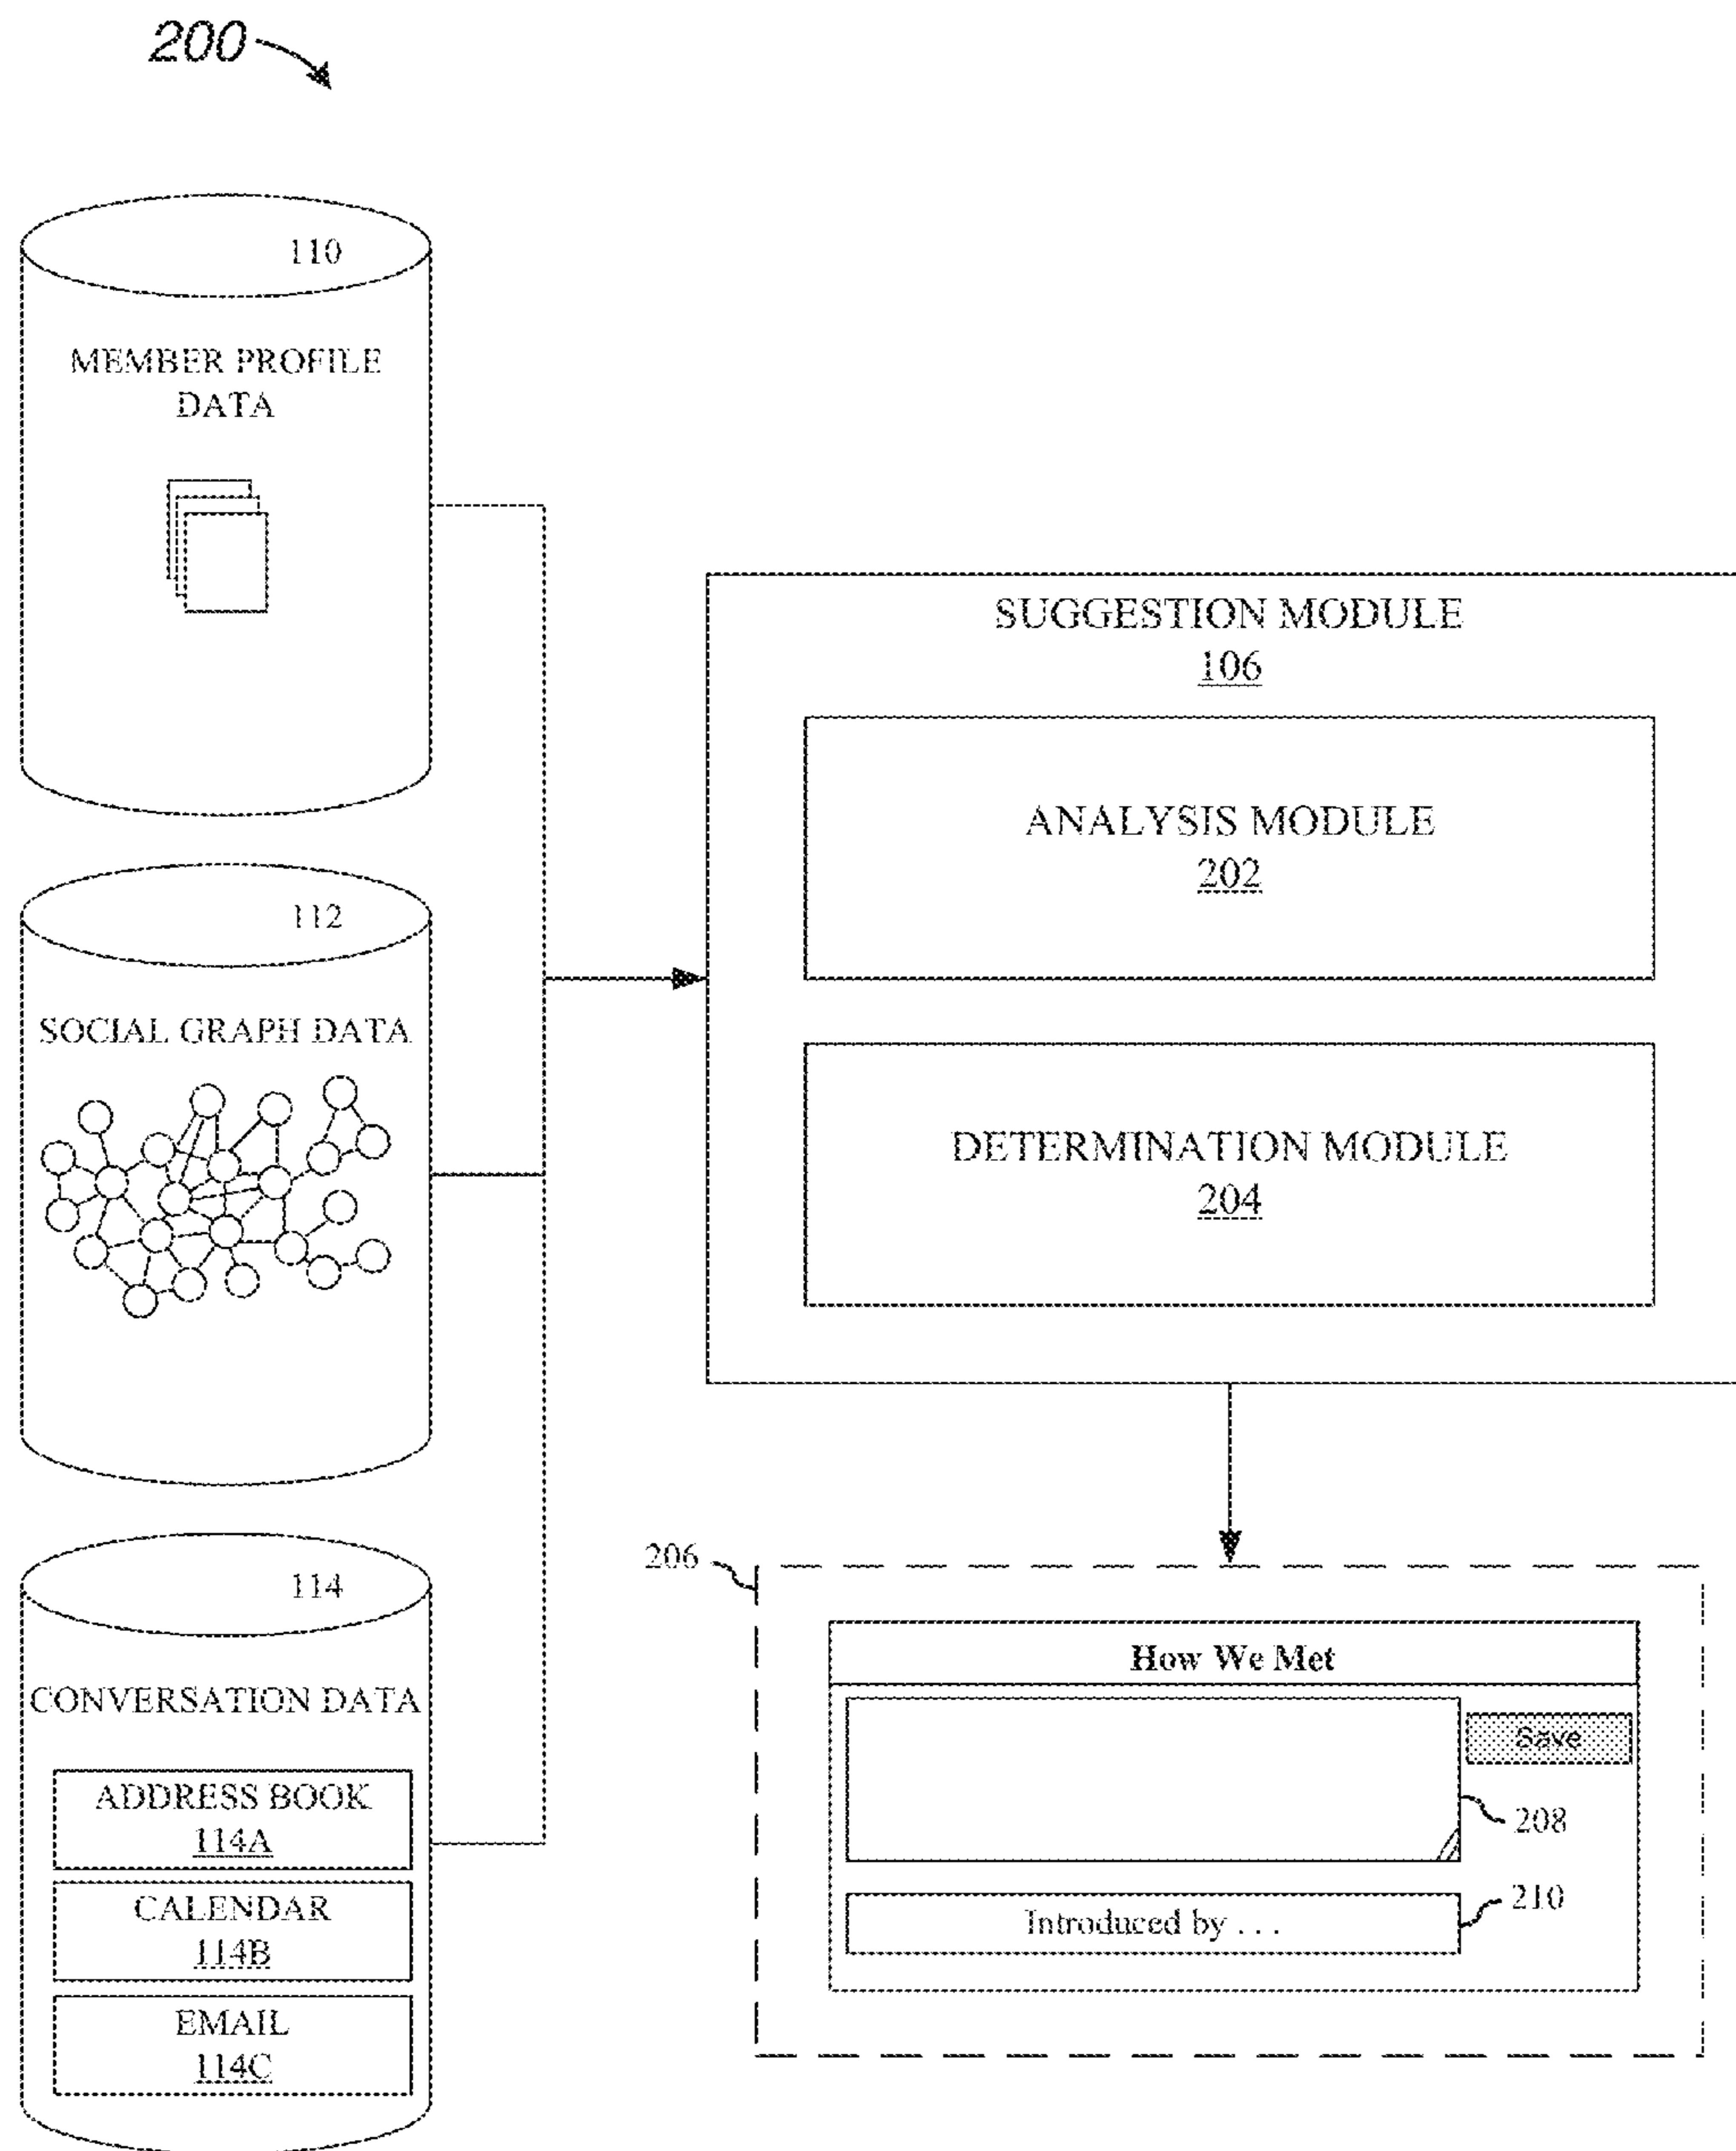 200
110
MEMBER PROFILE
DATA
112
SOCIAL GRAPH DATA
114
CONVERSATION DATA
ADDRESS BOOK
114A
CALENDAR
114B
EMAIL
114C
SUGGESTION MODULE
106
ANALYSIS MODULE
202
DETERMINATION MODULE
204
206
How We Met
Save
208
210
Introduced by . . .